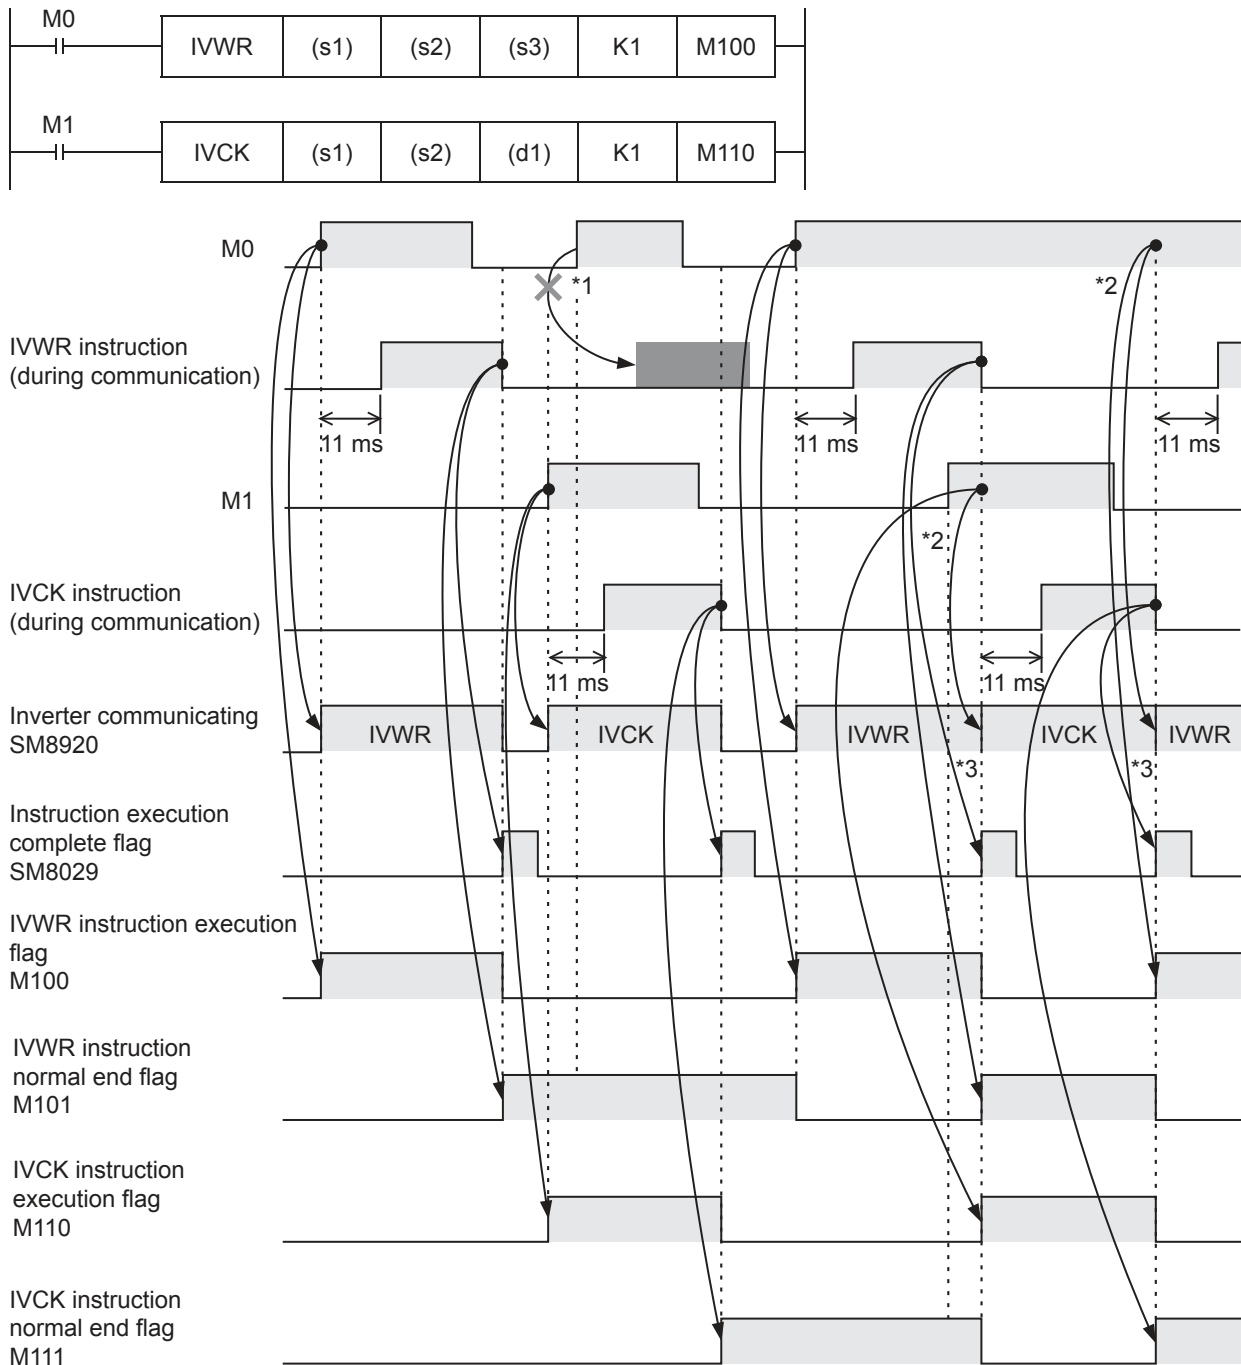 M0
IVWR (s1) (s2) (s3) K1 M100
M1
IVCK (s1) (s2) (d1) K1 M110
M0
*1
*2
IVWR instruction
(during communication)
11 ms
11 ms
11 ms
M1
*2
IVCK instruction
(during communication)
11 ms
11 ms
Inverter communicating
SM8920
IVWR
IVCK
IVWR
IVCK
IVWR
*3
*3
Instruction execution
complete flag
SM8029
IVWR instruction execution
flag
M100
IVWR instruction
normal end flag
M101
IVCK instruction
execution flag
M110
IVCK instruction
normal end flag
M111